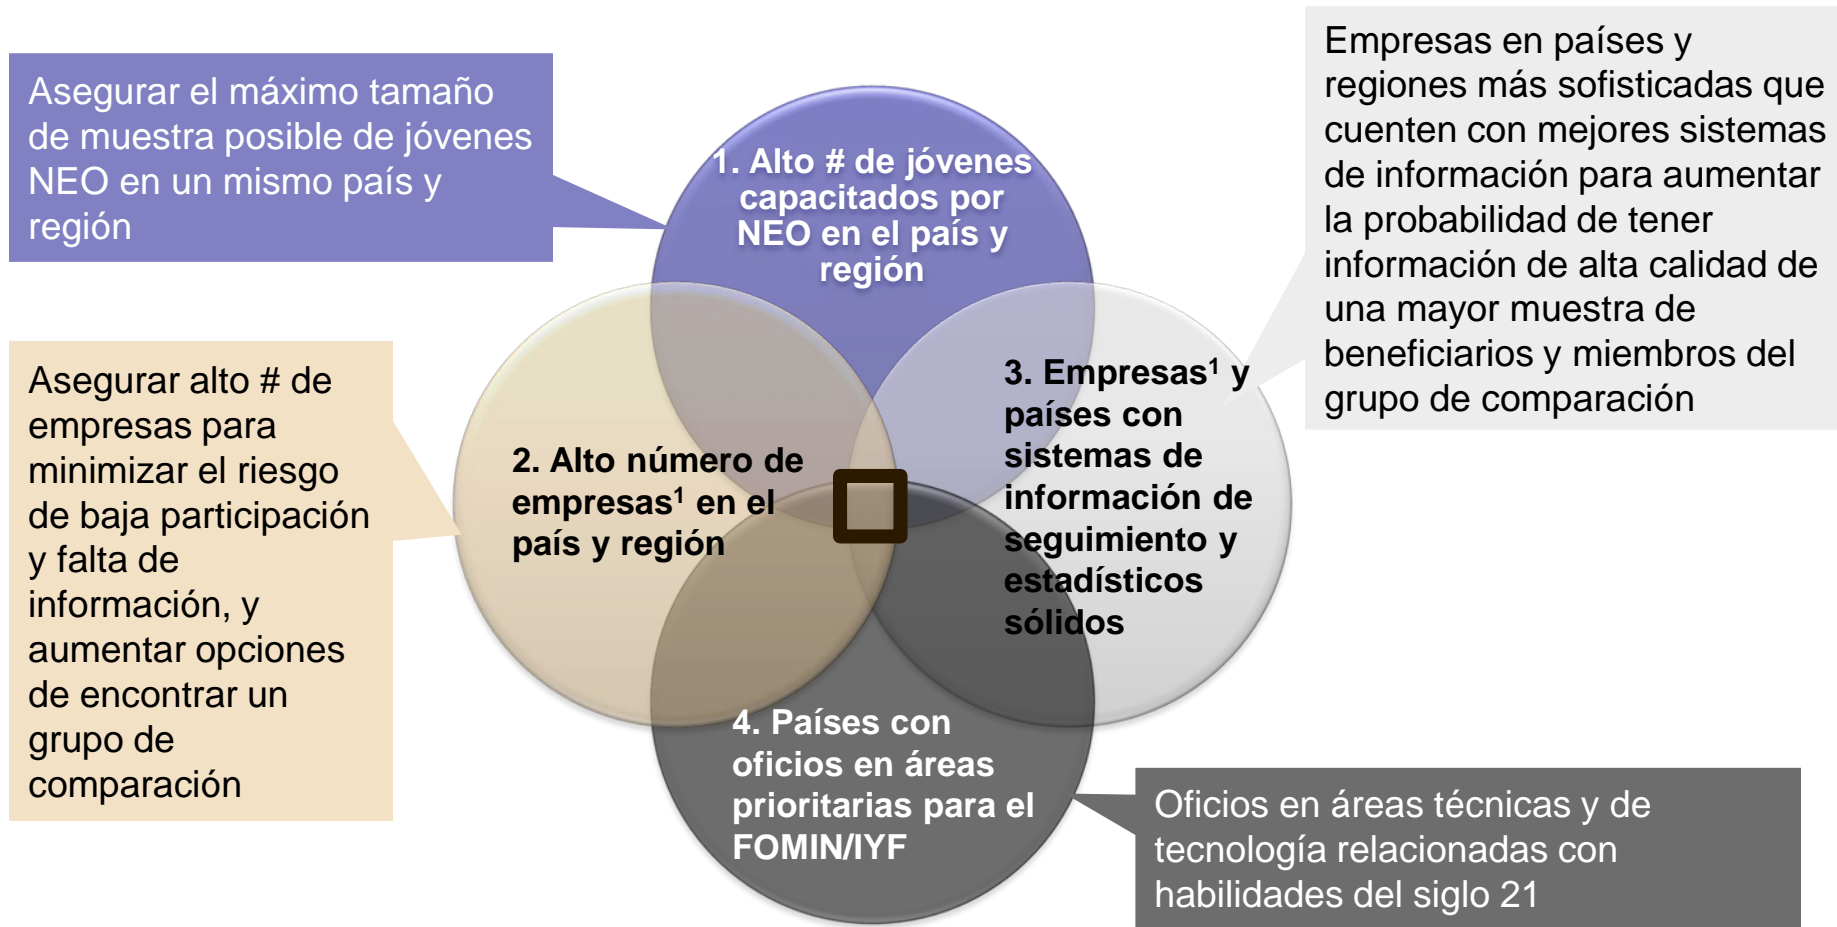 Asegurar el máximo tamaño
de muestra posible de jóvenes
NEO en un mismo país y
región
1. Alto # de jóvenes
capacitados por
NEO en el país y
región
Empresas en países y
regiones más sofisticadas que
cuenten con mejores sistemas
de información para aumentar
la probabilidad de tener
información de alta calidad de
una mayor muestra de
beneficiarios y miembros del
grupo de comparación
Asegurar alto # de
empresas para
minimizar el riesgo
de baja participación
y falta de
información, y
aumentar opciones
de encontrar un
grupo de
comparación
2. Alto número de
empresas¹ en el
país y región
3. Empresas¹ y
países con
sistemas de
información de
seguimiento y
estadísticos
sólidos
4. Países con
oficios en áreas
prioritarias para el
FOMIN/IYF
Oficios en áreas técnicas y de
tecnología relacionadas con
habilidades del siglo 21